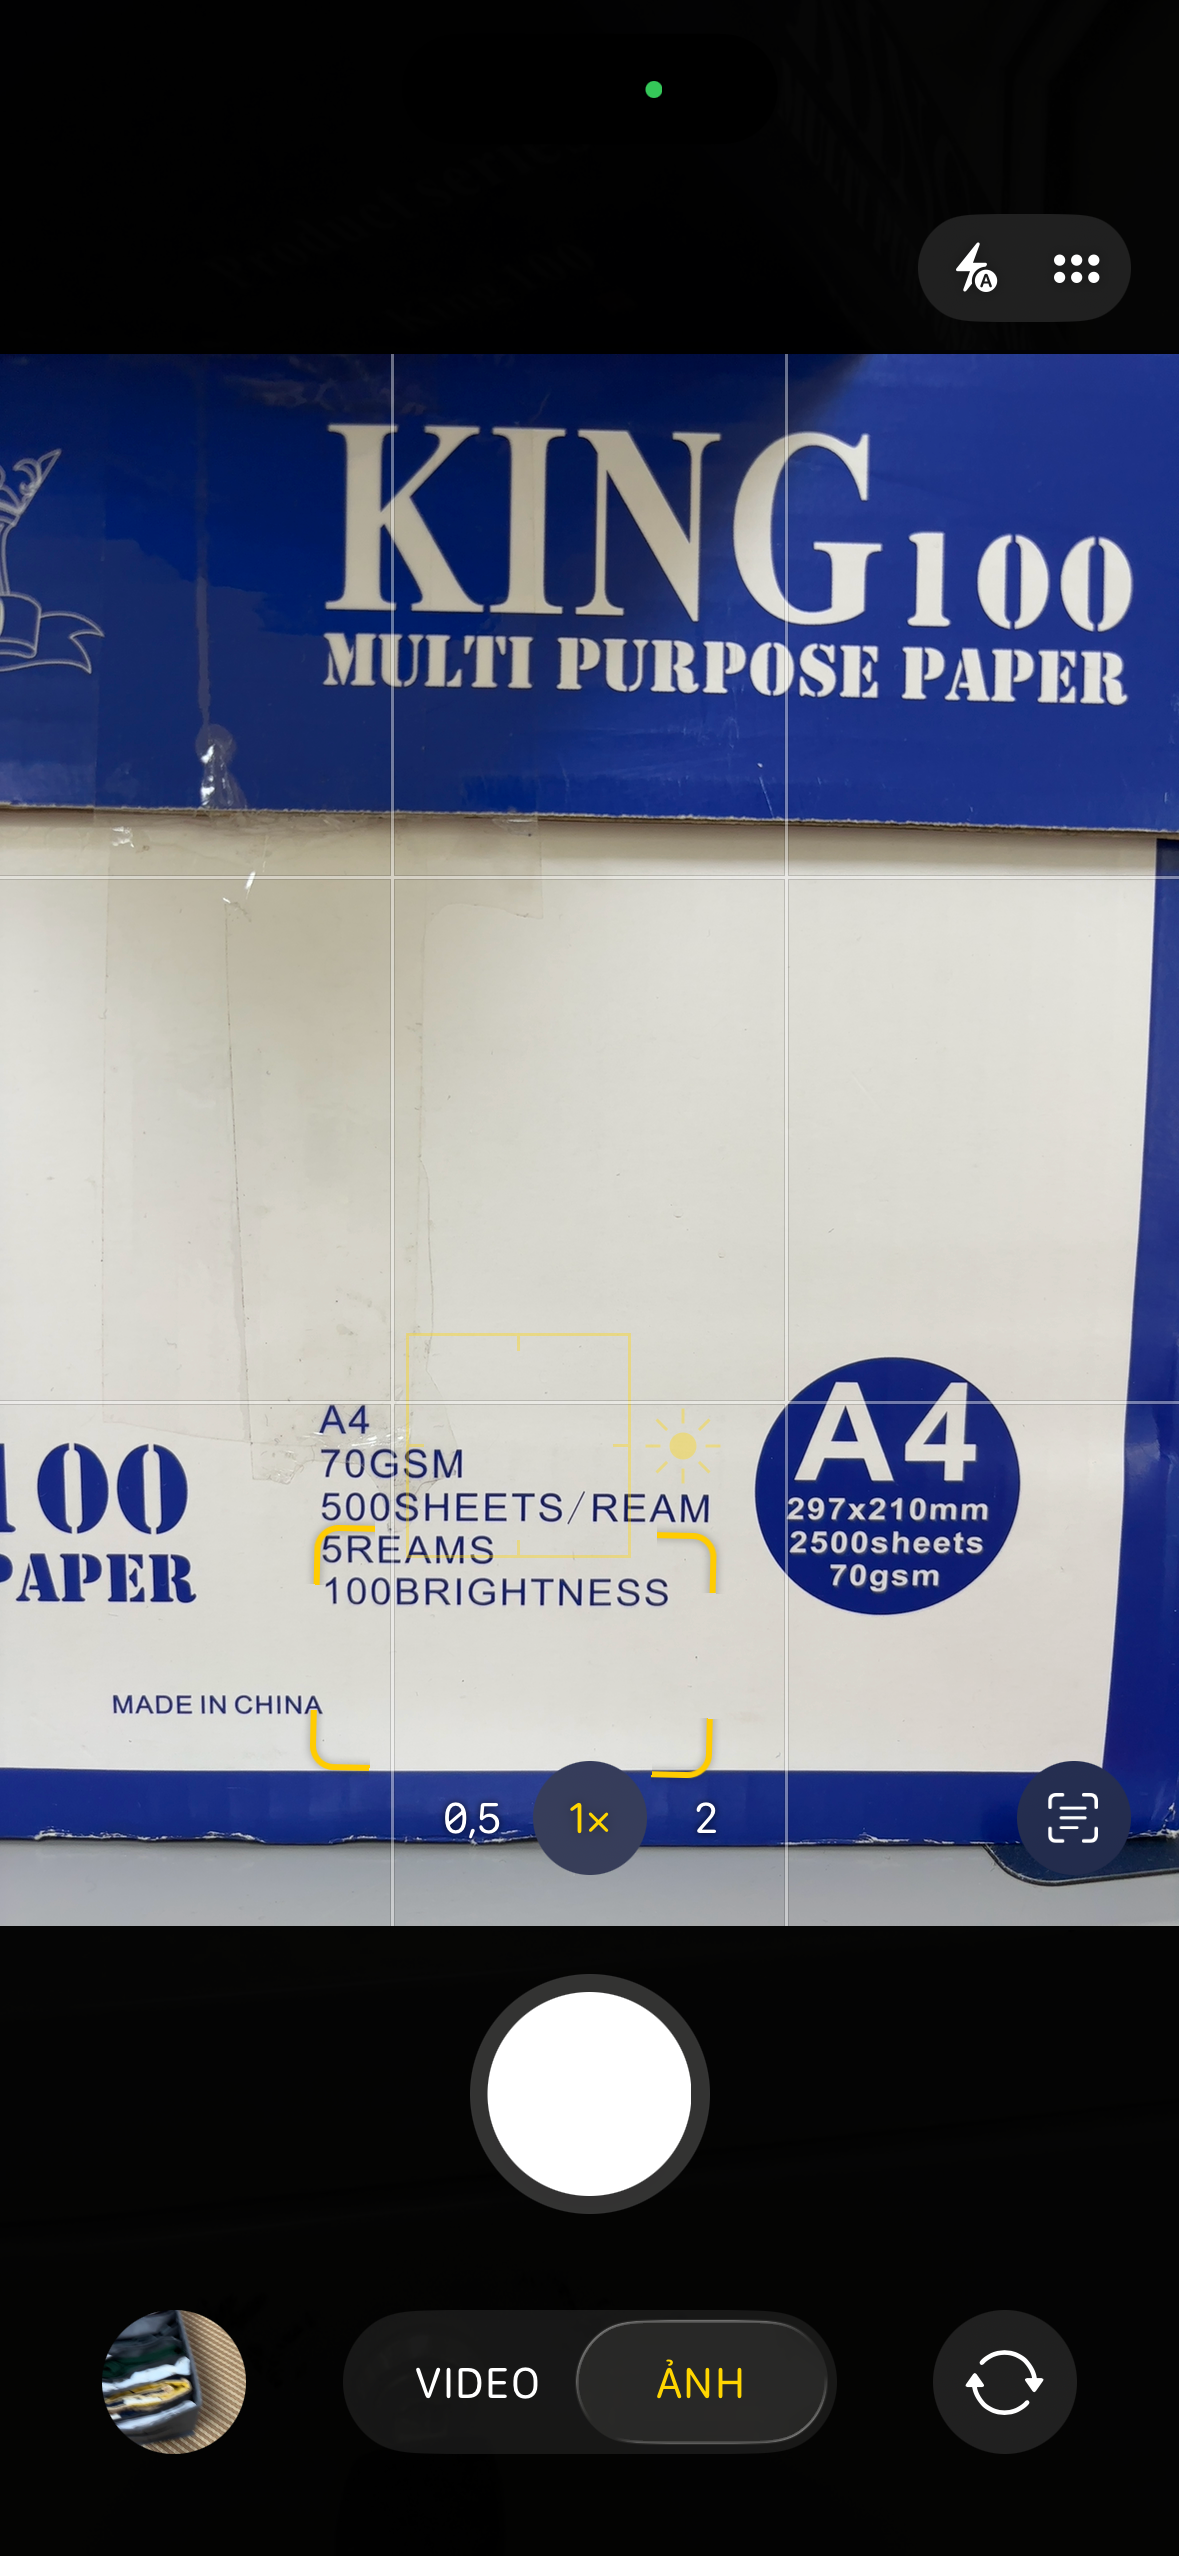 KING100
MULTI PURPOSE PAPER
100
PAPER
A4
70GSM
500SHEETS/REAM
5REAMS
100BRIGHTNESS
A4
297x210mm
2500sheets
70gsm
MADE IN CHINA
0,5
1×
2
VIDEO
ẢNH